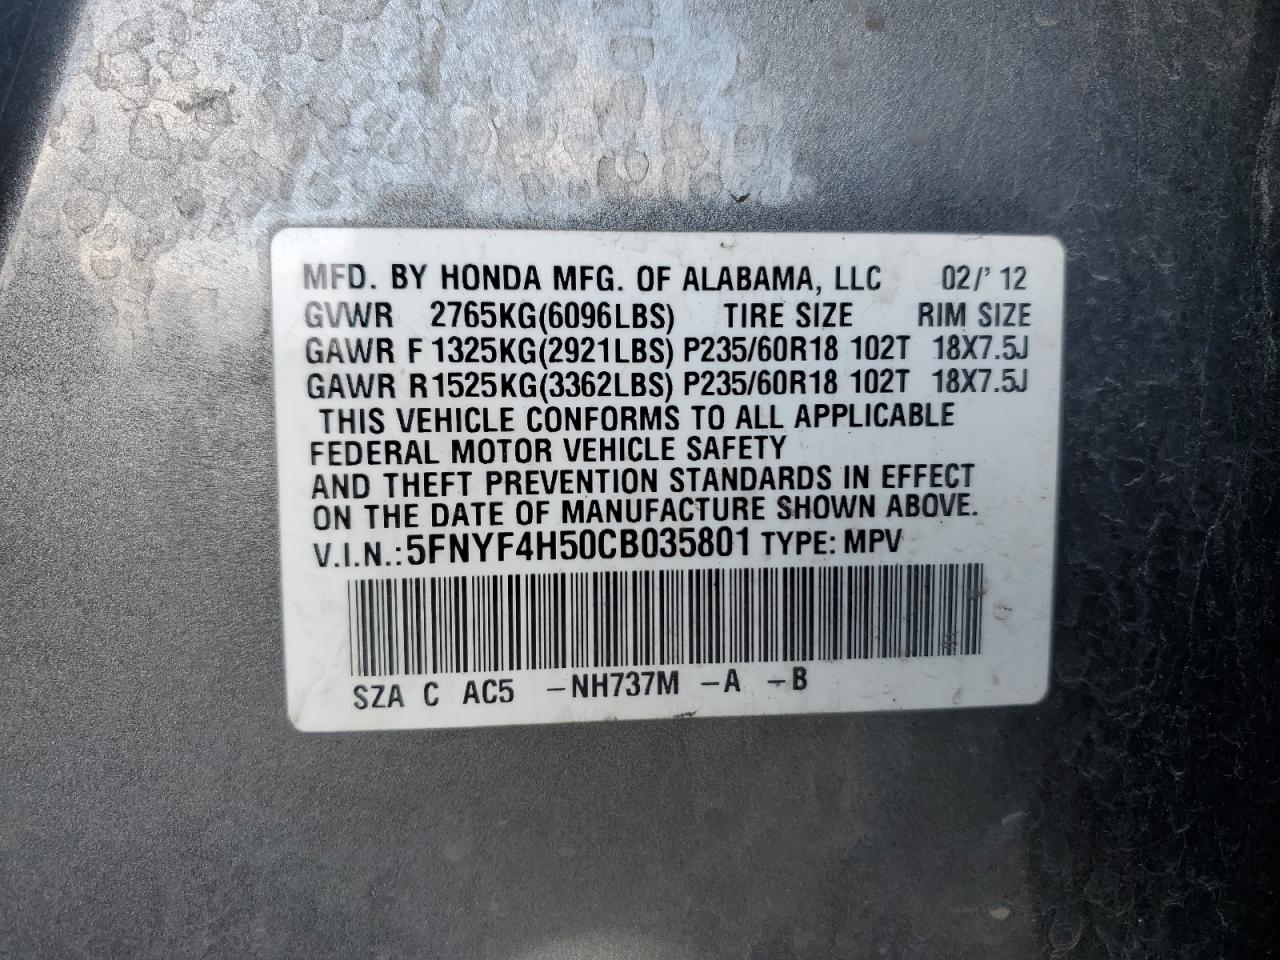 MFD. BY HONDA MFG. OF ALABAMA, LLC 02/'12
GVWR 2765KG(6096LBS) TIRE SIZE RIM SIZE
GAWR F 1325KG(2921LBS) P235/60R18 102T 18X7.5J
GAWR R 1525KG(3362LBS) P235/60R18 102T 18X7.5J
THIS VEHICLE CONFORMS TO ALL APPLICABLE
FEDERAL MOTOR VEHICLE SAFETY
AND THEFT PREVENTION STANDARDS IN EFFECT
ON THE DATE OF MANUFACTURE SHOWN ABOVE.
V.I.N.: 5FNYF4H50CB035801 TYPE: MPV
SZA C AC5 -NH737M -A -B